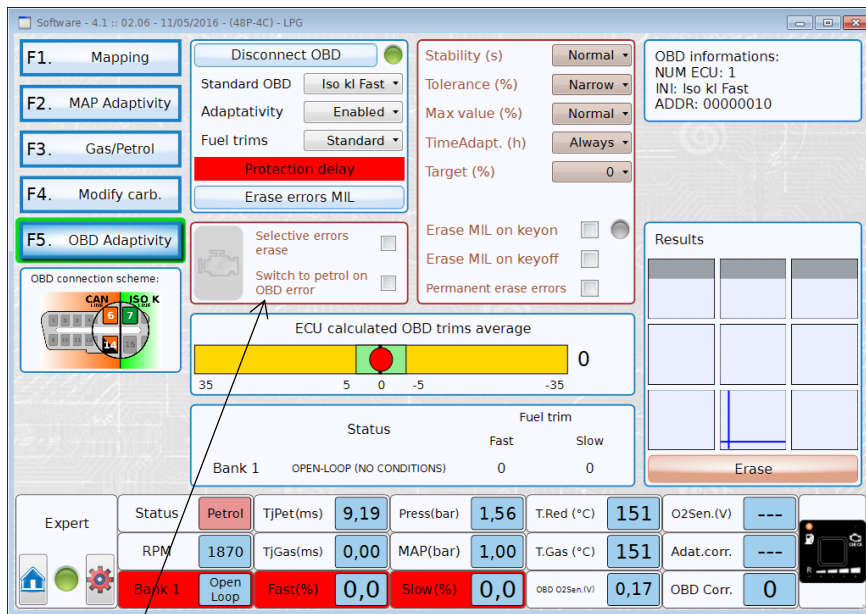 Software - 4.1 :: 02.06 - 11/05/2016 - (48P-4C) - LPG
F1. Mapping
F2. MAP Adaptivity
F3. Gas/Petrol
F4. Modify carb.
F5. OBD Adaptivity
OBD connection scheme:
CAN LINE
ISO K LINE
6
7
14
15
Disconnect OBD
Standard OBD Iso kl Fast
Adaptativity Enabled
Fuel trims Standard
Protection delay
Erase errors MIL
Selective errors
erase
Switch to petrol on
OBD error
Stability (s) Normal
Tolerance (%) Narrow
Max value (%) Normal
TimeAdapt. (h) Always
Target (%) 0
Erase MIL on keyon
Erase MIL on keyoff
Permanent erase errors
OBD informations:
NUM ECU: 1
INI: Iso kl Fast
ADDR: 00000010
ECU calculated OBD trims average
0
35 5 0 -5 -35
Status
Fuel trim
Fast Slow
Bank 1 OPEN-LOOP (NO CONDITIONS) 0 0
Results
Erase
Expert
Status Petrol TjPet(ms) 9,19 Press(bar) 1,56 T.Red (°C) 151 O2Sen.(V) ---
RPM 1870 TjGas(ms) 0,00 MAP(bar) 1,00 T.Gas (°C) 151 Adat.corr. ---
Bank 1 Open Loop Fast(%) 0,0 Slow(%) 0,0 OBD O2Sen.(V) 0,17 OBD Corr. 0
CHECK
R